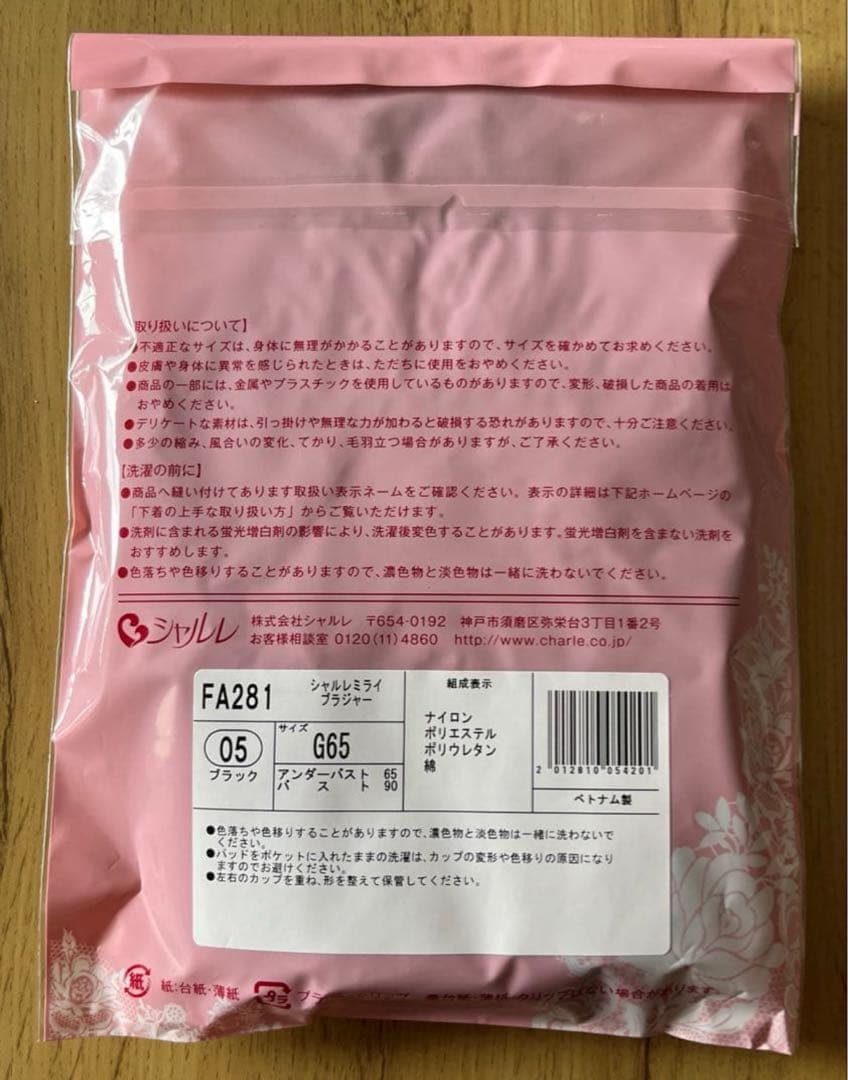 取り扱いについて】
●不適正なサイズは、身体に無理がかかることがありますので、サイズを確かめてお求めください。
●皮膚や身体に異常を感じられたときは、ただちに使用をおやめください。
●商品の一部には、金属やプラスチックを使用しているものがありますので、変形、破損した商品の着用は
おやめください。
●デリケートな素材は、引っ掛けや無理な力が加わると破損する恐れがありますので、十分ご注意ください。
●多少の縮み、風合いの変化、てかり、毛羽立つ場合がありますが、ご了承ください。
【洗濯の前に】
●商品へ縫い付けてあります取扱い表示ネームをご確認ください。表示の詳細は下記ホームページの
「下着の上手な取り扱い方」からご覧いただけます。
●洗剤に含まれる蛍光増白剤の影響により、洗濯後変色することがあります。蛍光増白剤を含まない洗剤を
おすすめします。
●色落ちや色移りすることがありますので、濃色物と淡色物は一緒に洗わないでください。
シャルレ 株式会社シャルレ 〒654-0192 神戸市須磨区弥栄台3丁目1番2号
お客様相談室 0120(11)4860 http://www.charle.co.jp/
FA281
シャルレミライ
ブラジャー
05
ブラック
サイズ
G65
アンダーバスト 65
バスト 90
組成表示
ナイロン
ポリエステル
ポリウレタン
綿
2 012810 054201
ベトナム製
●色落ちや色移りすることがありますので、濃色物と淡色物は一緒に洗わないで
ください。
●パッドをポケットに入れたままの洗濯は、カップの変形や色移りの原因になり
ますのでお避けください。
●左右のカップを重ね、形を整えて保管してください。
紙 紙:台紙・薄紙
プラ クリップはない場合があります。